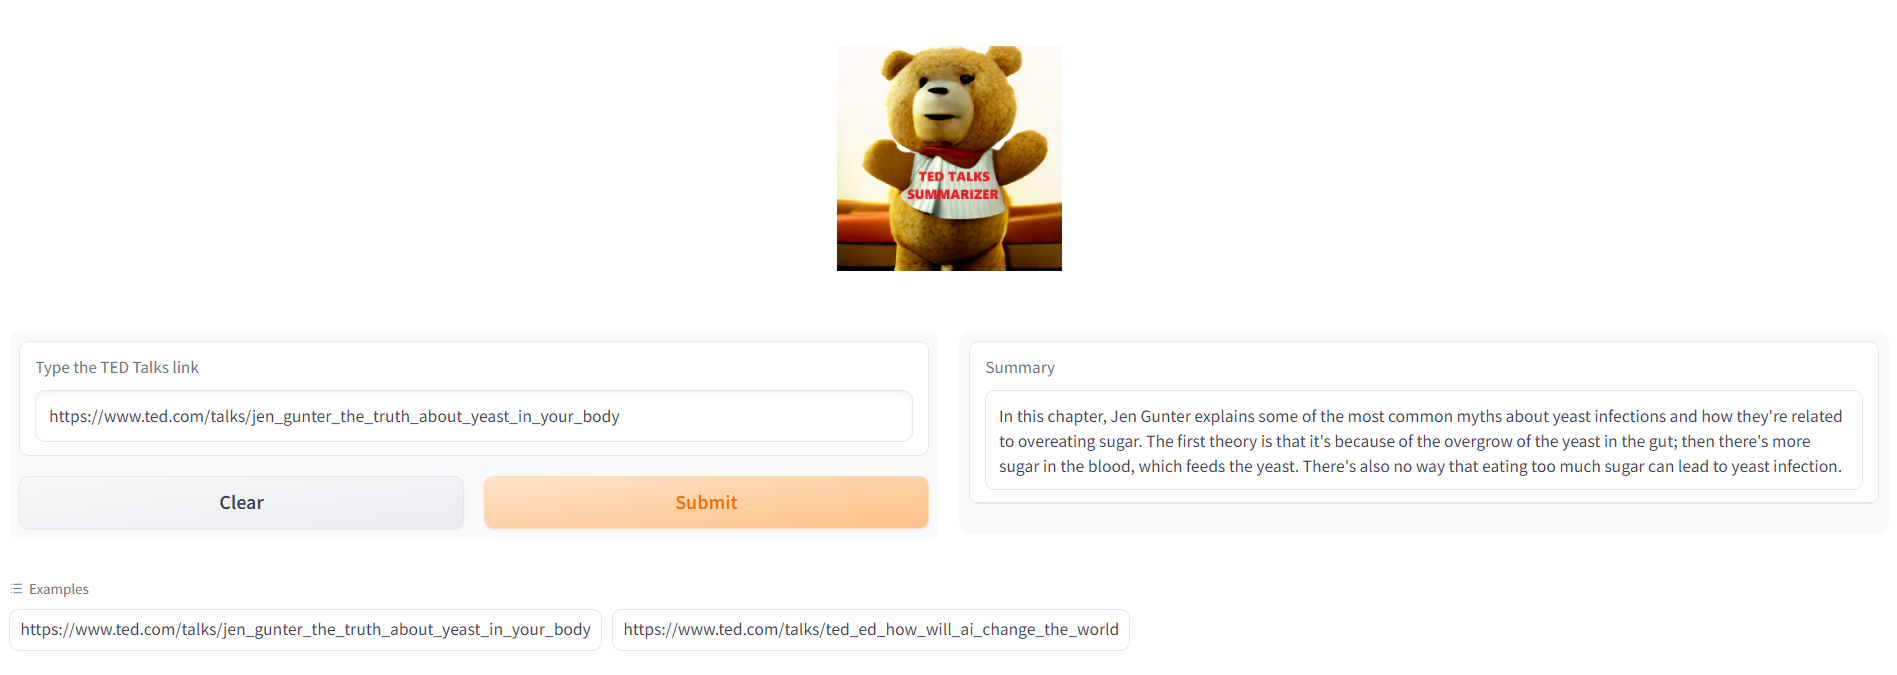 TED TALKS
SUMMARIZER
Type the TED Talks link
https://www.ted.com/talks/jen_gunter_the_truth_about_yeast_in_your_body
Clear
Submit
Summary
In this chapter, Jen Gunter explains some of the most common myths about yeast infections and how they're related
to overeating sugar. The first theory is that it's because of the overgrow of the yeast in the gut; then there's more
sugar in the blood, which feeds the yeast. There's also no way that eating too much sugar can lead to yeast infection.
Examples
https://www.ted.com/talks/jen_gunter_the_truth_about_yeast_in_your_body
https://www.ted.com/talks/ted_ed_how_will_ai_change_the_world